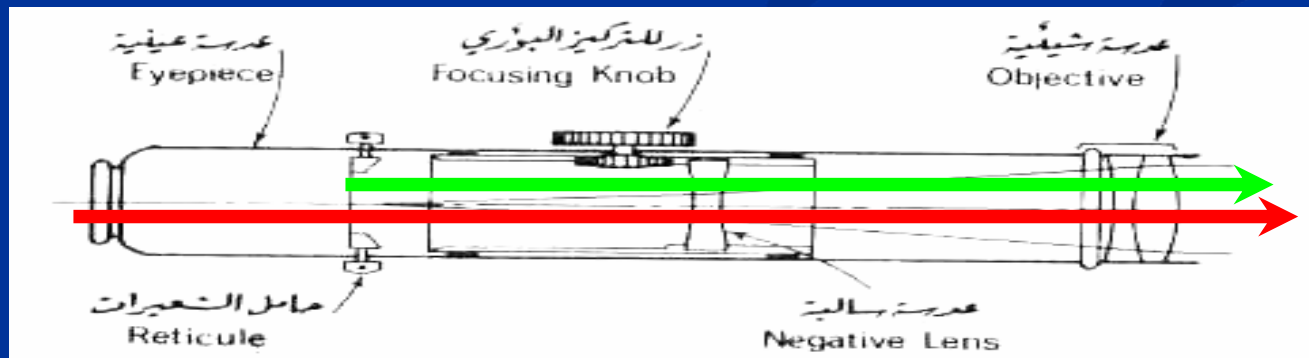 عدسة عينية
Eyepiece
زر للتركيز البؤري
Focusing Knob
عدسة شيئية
Objective
حامل الشعيرات
Reticule
عدسة سالبة
Negative Lens